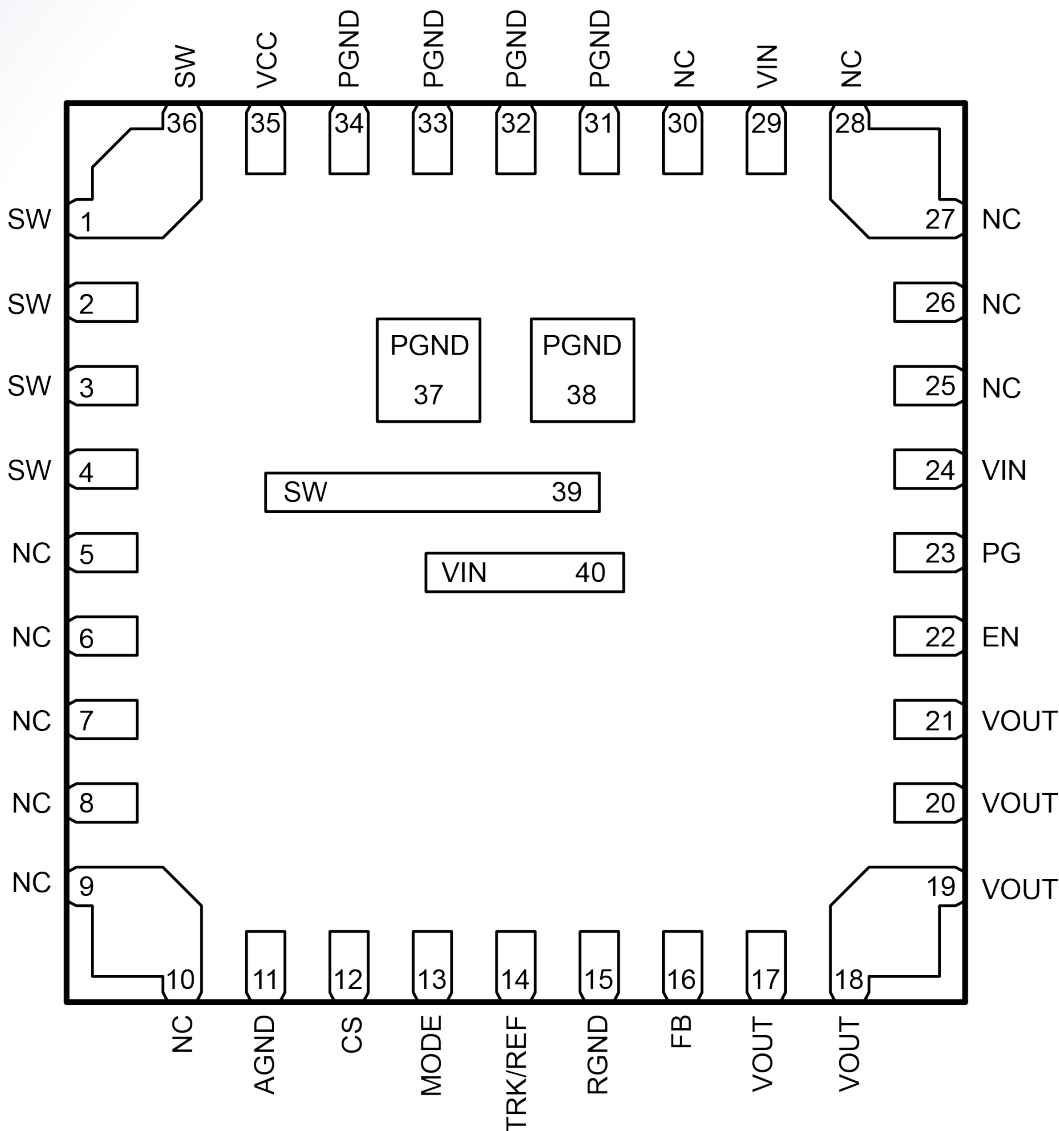 SW
VCC
PGND
PGND
PGND
PGND
NC
VIN
NC
36
35
34
33
32
31
30
29
28
SW 1
27 NC
SW 2
26 NC
SW 3
25 NC
SW 4
24 VIN
NC 5
23 PG
NC 6
22 EN
NC 7
21 VOUT
NC 8
20 VOUT
NC 9
19 VOUT
PGND
37
PGND
38
SW 39
VIN 40
10
11
12
13
14
15
16
17
18
NC
AGND
CS
MODE
TRK/REF
RGND
FB
VOUT
VOUT